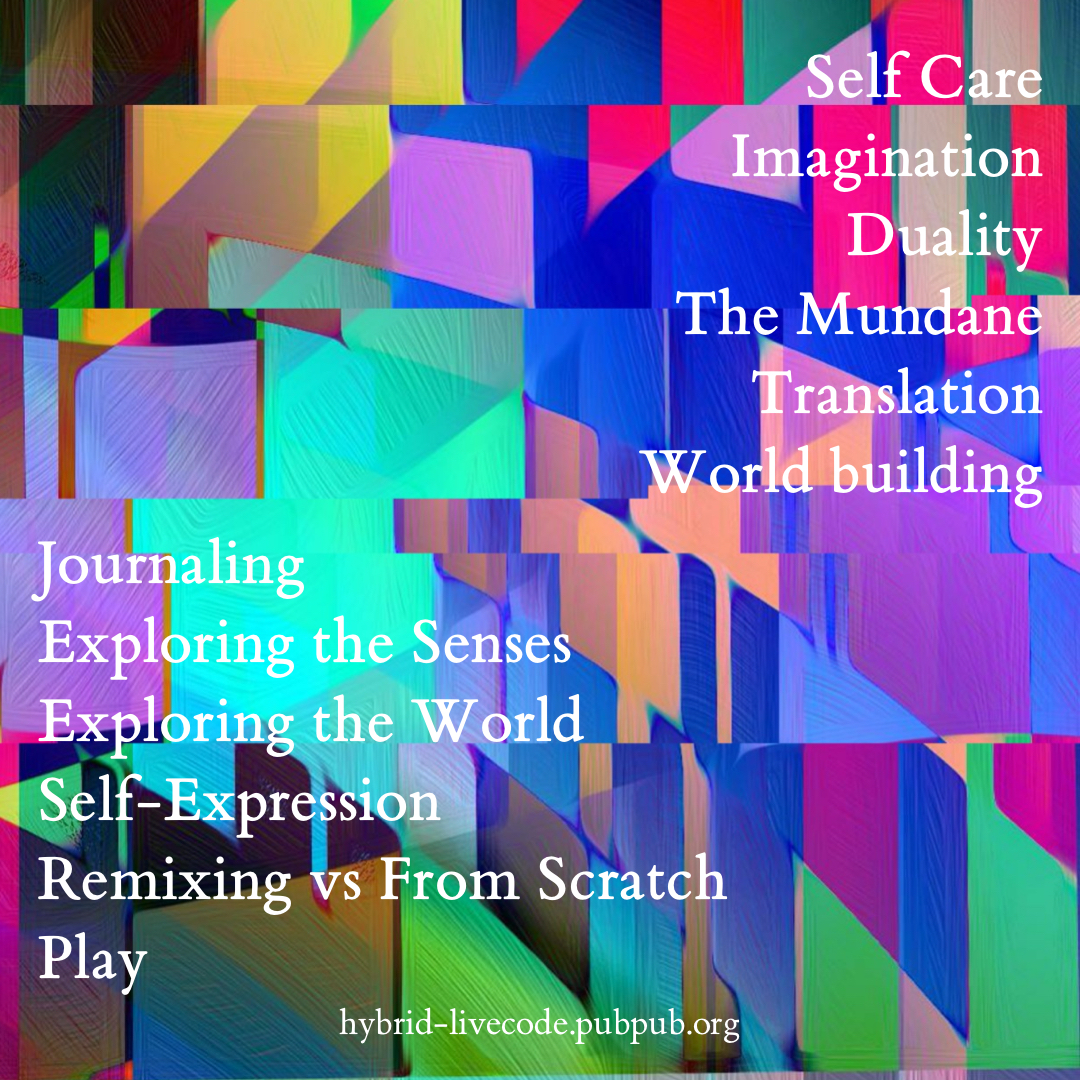 Self Care
Imagination
Duality
The Mundane
Translation
World building
Journaling
Exploring the Senses
Exploring the World
Self-Expression
Remixing vs From Scratch
Play
hybrid-livecode.pubpub.org